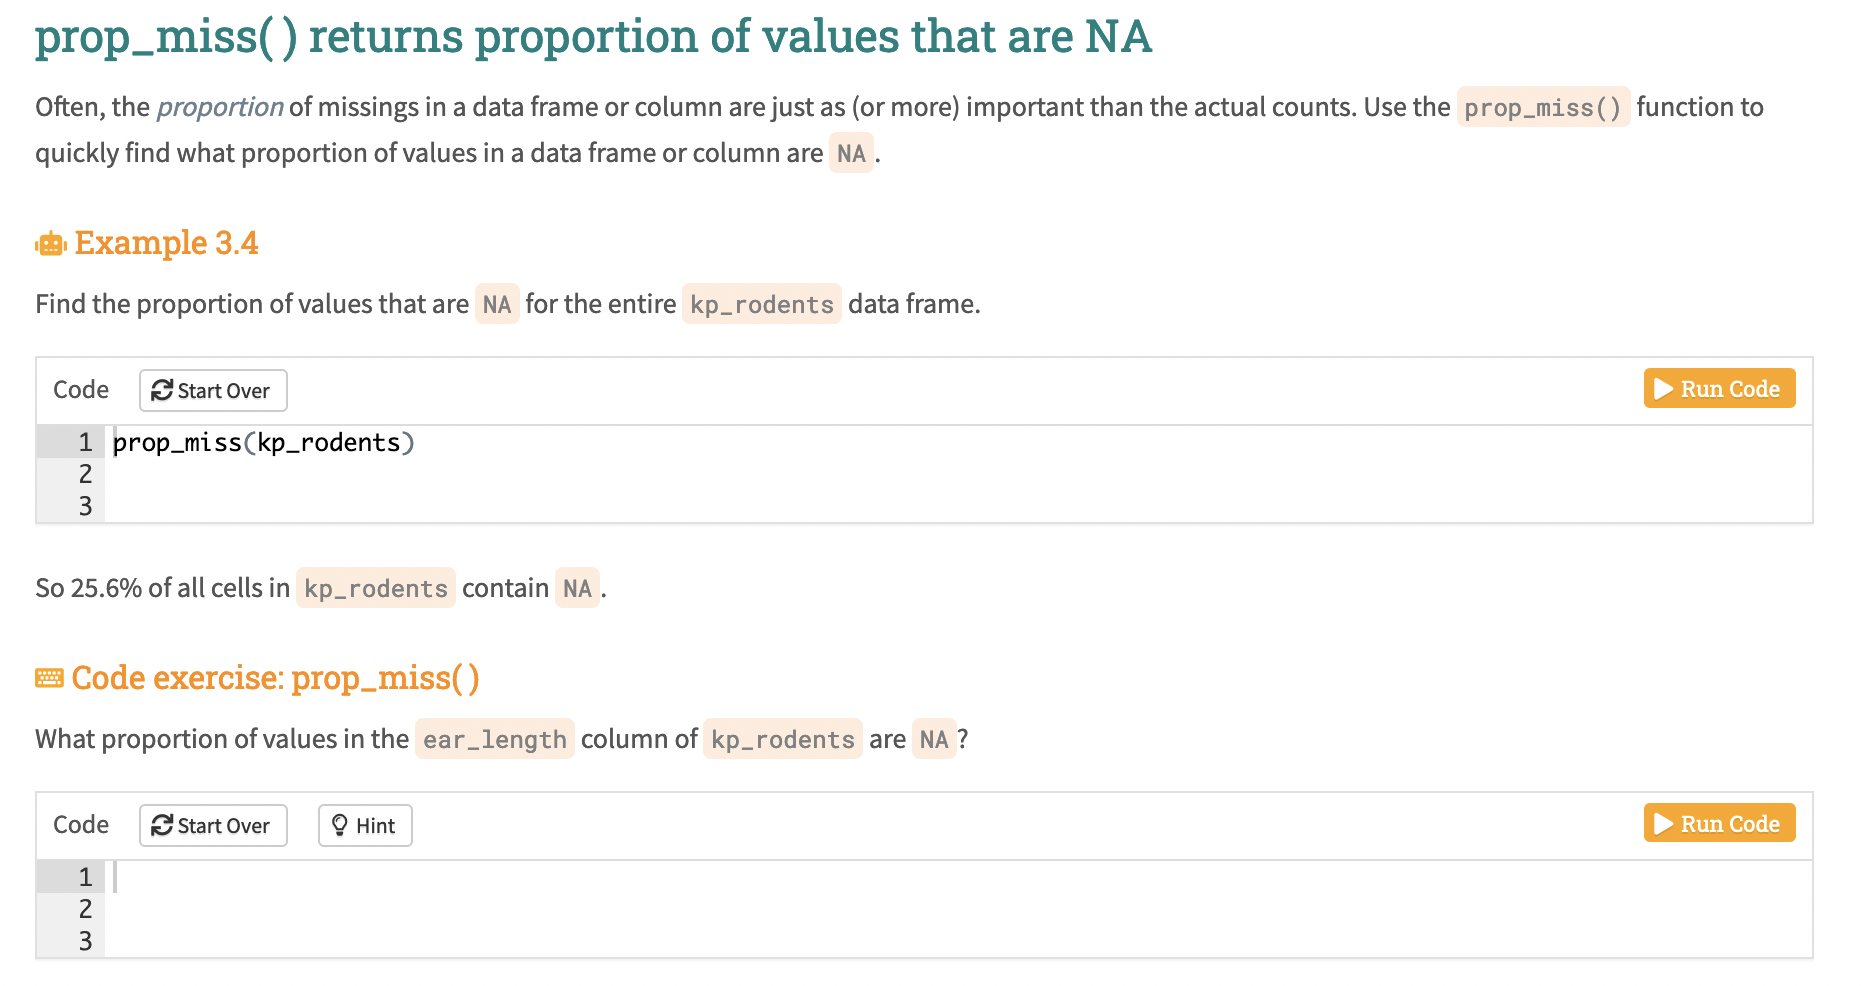 prop_miss( ) returns proportion of values that are NA
Often, the proportion of missings in a data frame or column are just as (or more) important than the actual counts. Use the prop_miss() function to
quickly find what proportion of values in a data frame or column are NA.
Example 3.4
Find the proportion of values that are NA for the entire kp_rodents data frame.
Code Start Over Run Code
1 prop_miss(kp_rodents)
2
3
So 25.6% of all cells in kp_rodents contain NA.
Code exercise: prop_miss( )
What proportion of values in the ear_length column of kp_rodents are NA?
Code Start Over Hint Run Code
1
2
3